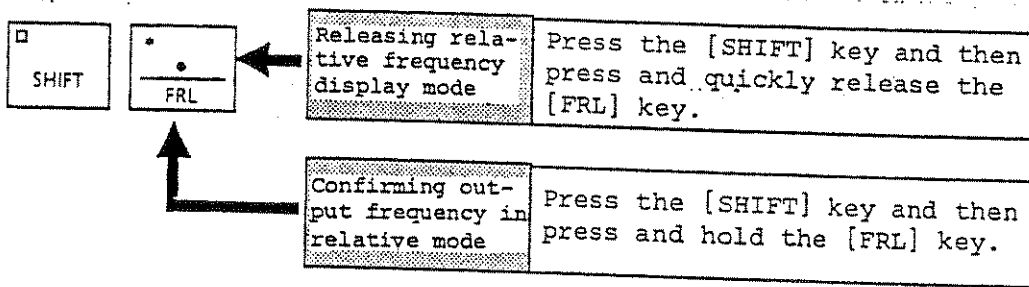 SHIFT
*
•
FRL
Releasing rela-
tive frequency
display mode
Press the [SHIFT] key and then
press and quickly release the
[FRL] key.
Confirming out-
put frequency in
relative mode
Press the [SHIFT] key and then
press and hold the [FRL] key.